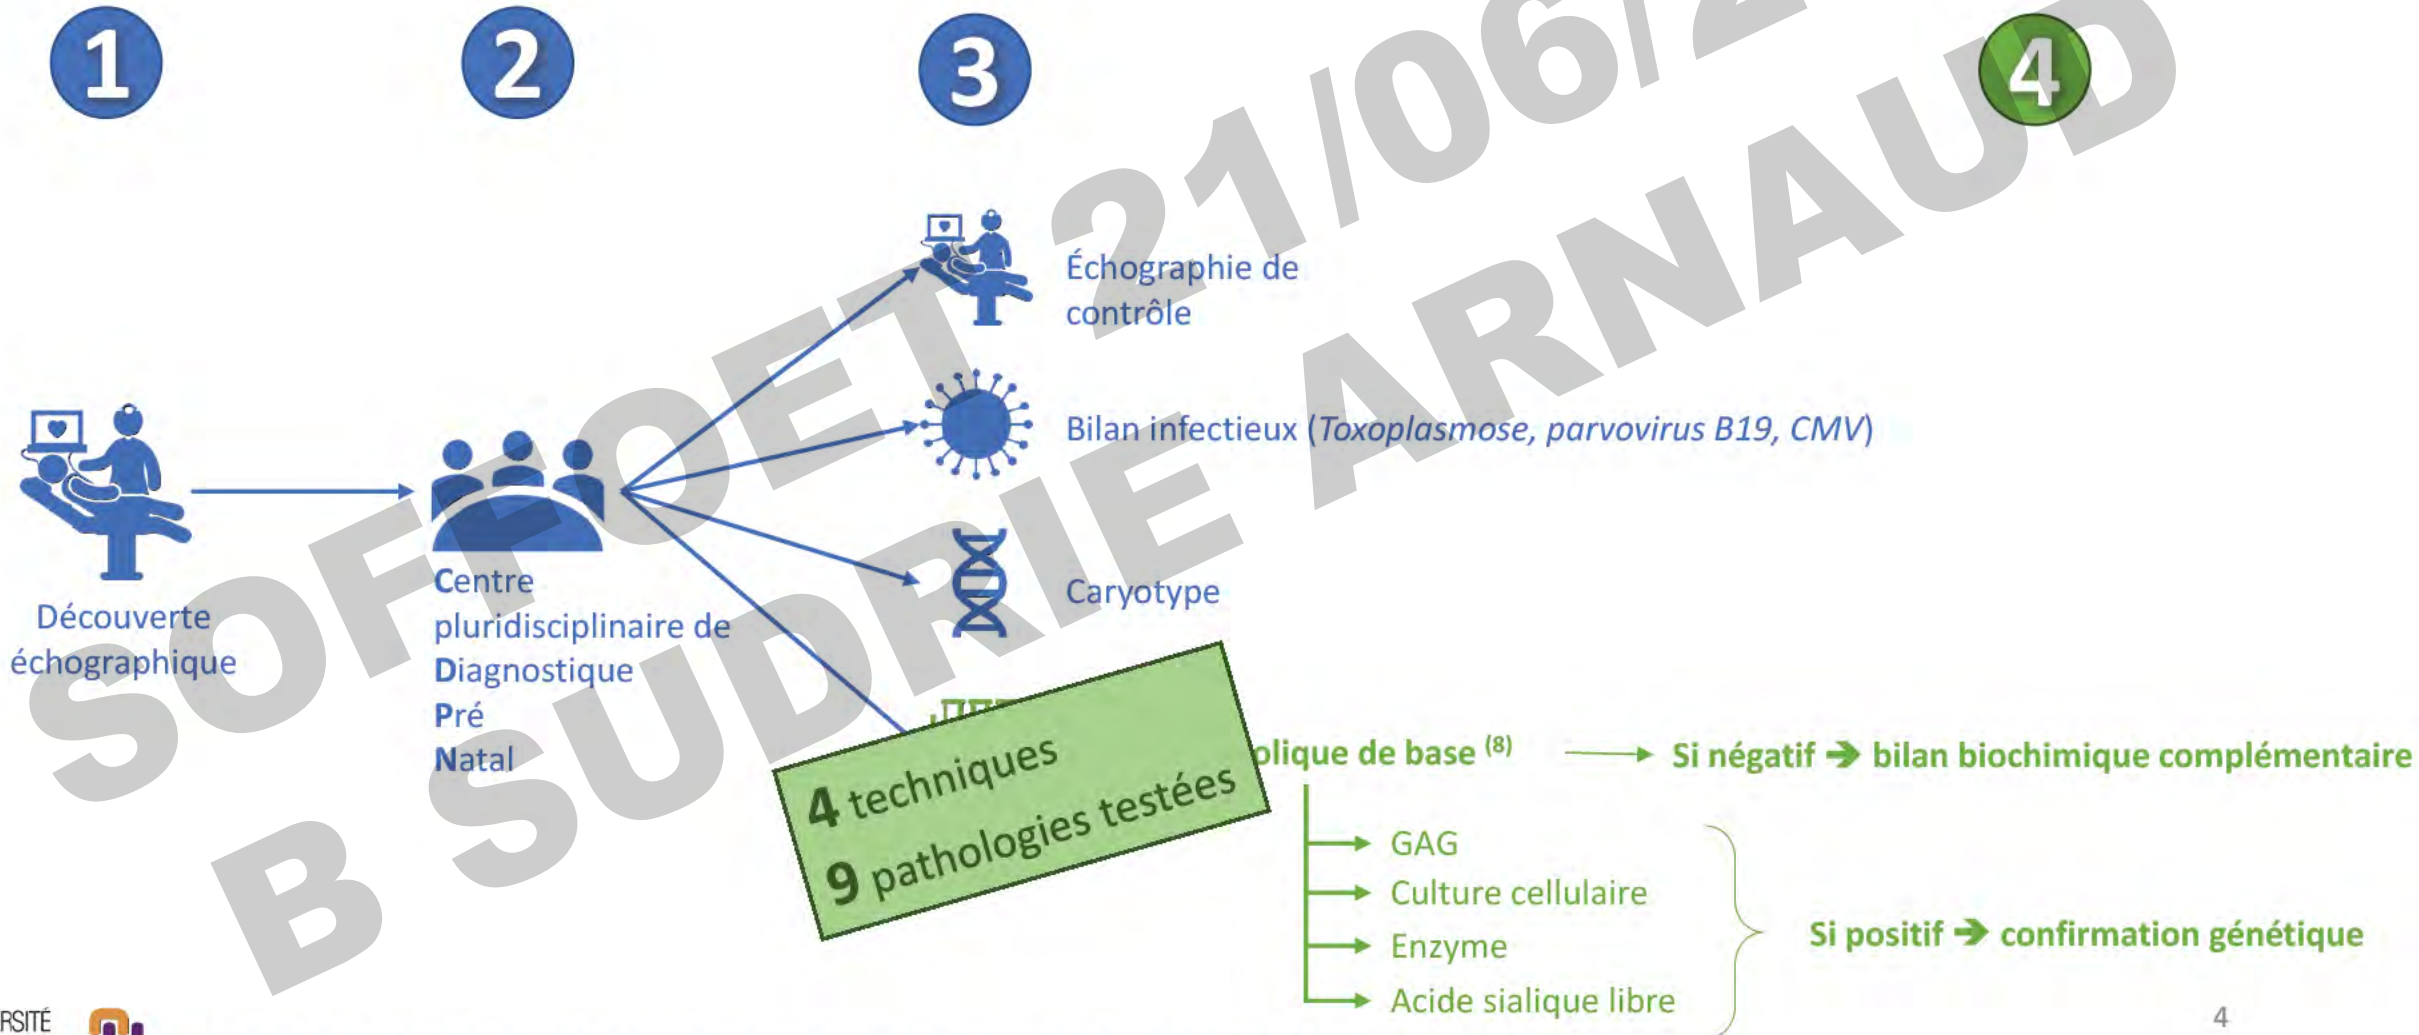 1
2
3
4
Échographie de
contrôle
Bilan infectieux (Toxoplasmose, parvovirus B19, CMV)
Caryotype
Découverte
échographique
Centre
pluridisciplinaire de
Diagnostique
Pré
Natal
4 techniques
9 pathologies testées
olique de base (8)
Si négatif ➔ bilan biochimique complémentaire
GAG
Culture cellulaire
Enzyme
Acide sialique libre
Si positif ➔ confirmation génétique
RSITÉ
4
SOFFOET 21/06/2
B SUDRIE ARNAUD